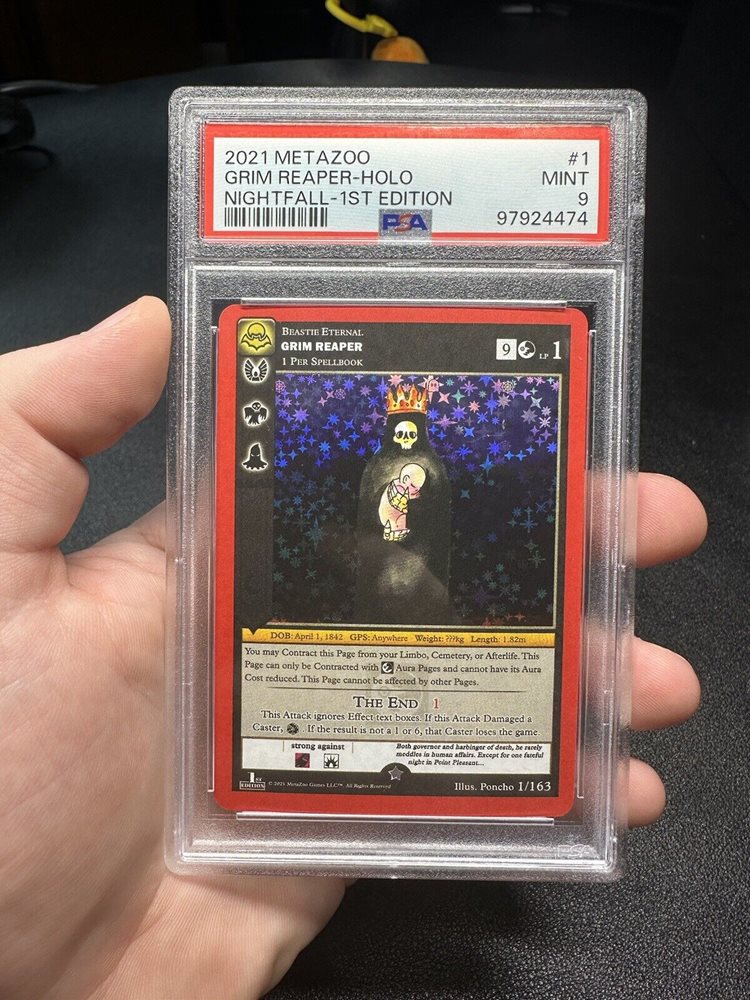 2021 METAZOO #1
GRIM REAPER-HOLO MINT
NIGHTFALL-1ST EDITION 9
PSA 97924474
BEASTIE ETERNAL
GRIM REAPER
1 PER SPELLBOOK
9 LP 1
DOB: April 1, 1842 GPS: Anywhere Weight: ???kg Length: 1.82m
You may Contract this Page from your Limbo, Cemetery, or Afterlife. This
Page can only be Contracted with Aura Pages and cannot have its Aura
Cost reduced. This Page cannot be affected by other Pages.
THE END 1
This Attack ignores Effect text boxes. If this Attack Damaged a
Caster, . If the result is not a 1 or 6, that Caster loses the game.
strong against
Both governor and harbinger of death, he rarely
meddles in human affairs. Except for one fateful
night in Point Pleasant...
1ST
EDITION
© 2021 MetaZoo Games LLC™. All Rights Reserved
Illus. Poncho 1/163